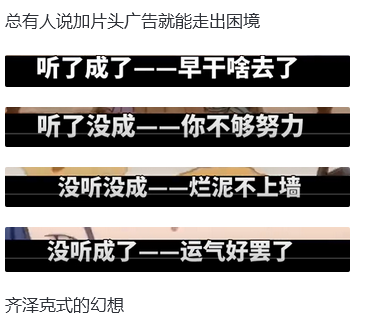 总有人说加片头广告就能走出困境
听了成了——早干啥去了
听了没成——你不够努力
没听没成——烂泥不上墙
没听成了——运气好罢了
齐泽克式的幻想